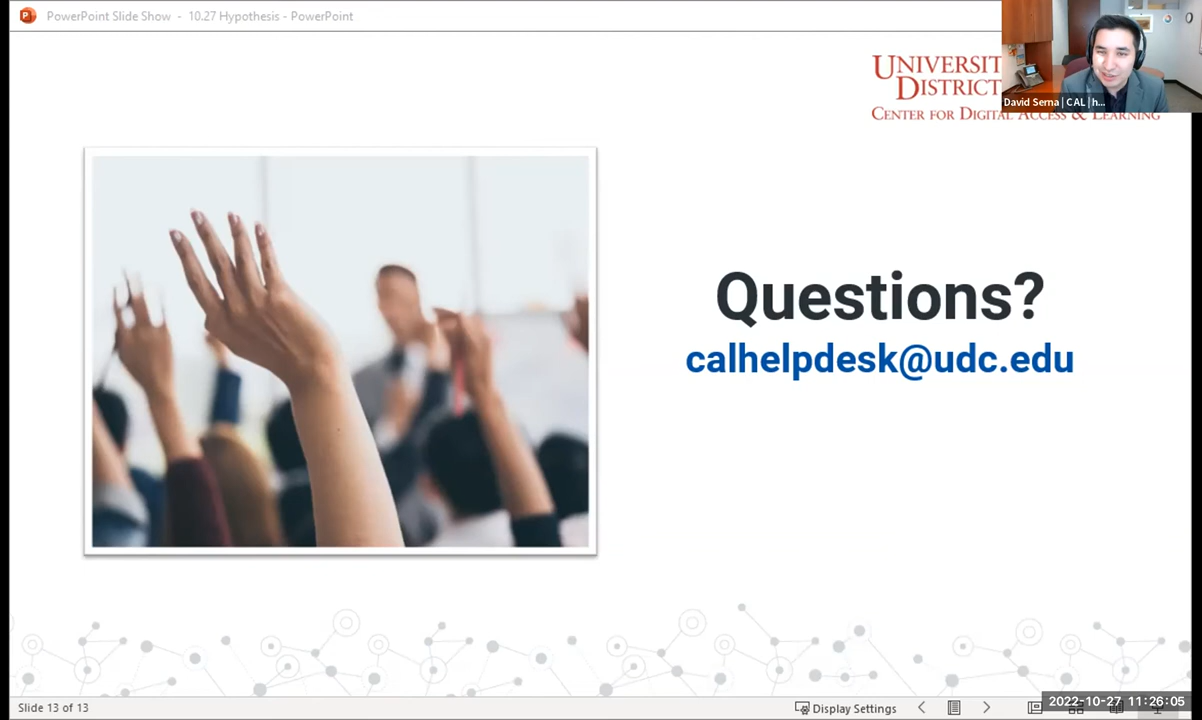 PowerPoint Slide Show - 10.27 Hypothesis - PowerPoint
UNIVERSIT
DISTRICT
CENTER FOR DIGITAL ACCESS & LEARNING
David Serna | CAL | h...
Questions?
calhelpdesk@udc.edu
Slide 13 of 13
Display Settings
2022-10-27 11:26:05